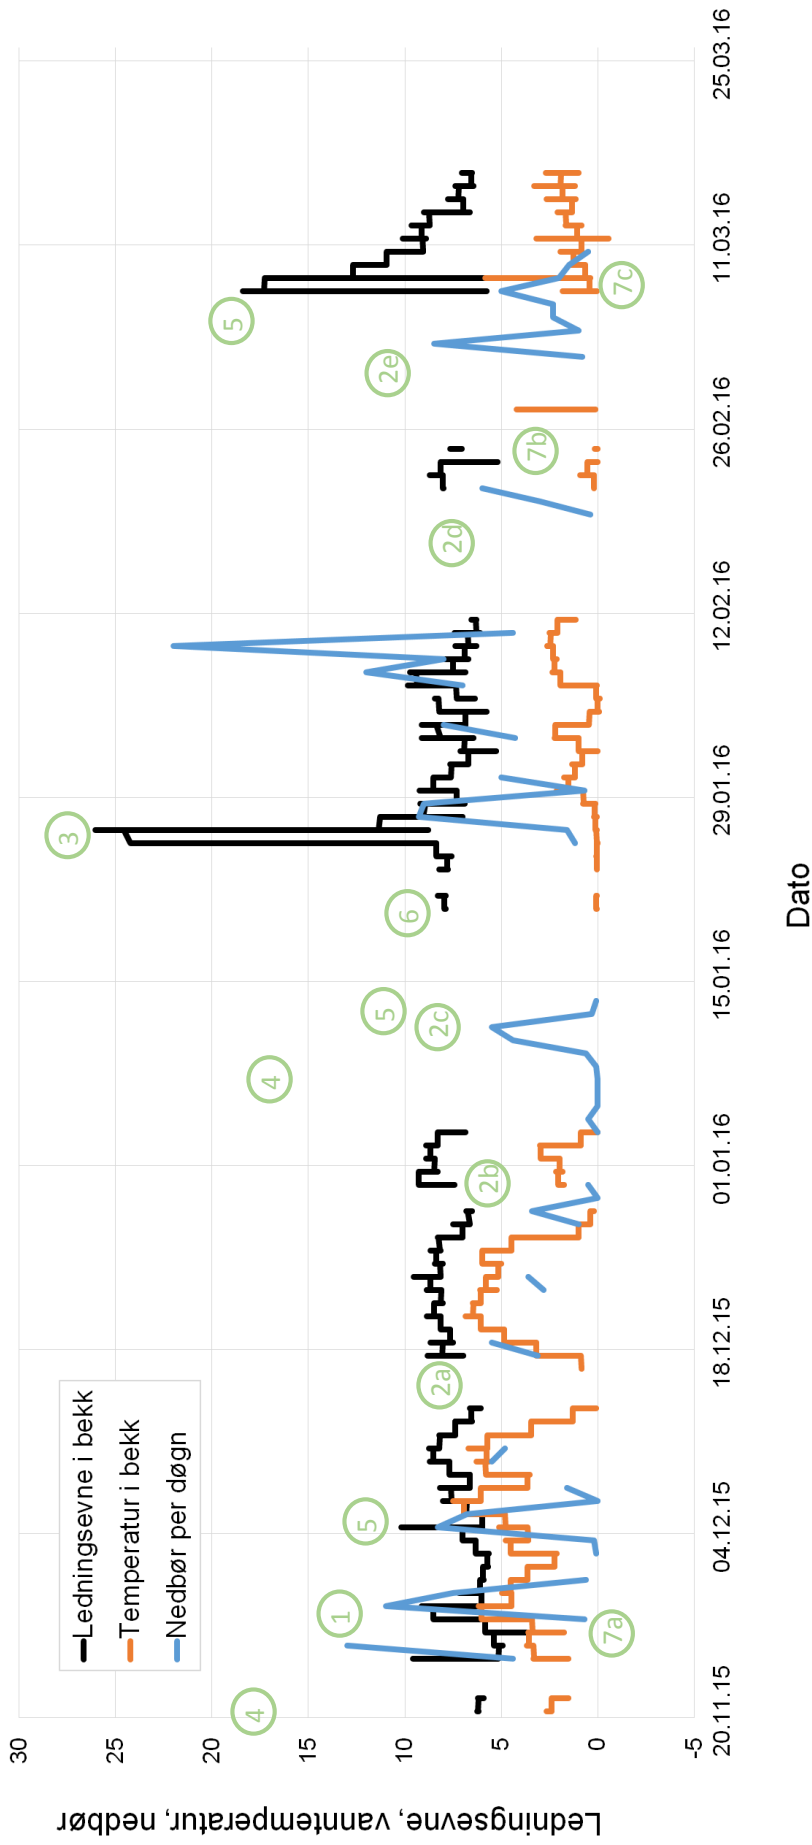 Ledningsevne, vanntemperatur, nedbør
30
25
20
15
10
5
0
-5
Ledningsevne i bekk
Temperatur i bekk
Nedbør per døgn
4
1
7a
5
2a
2b
4
5
2c
6
3
2d
7b
2e
5
7c
20.11.15
04.12.15
18.12.15
01.01.16
15.01.16
29.01.16
12.02.16
26.02.16
11.03.16
25.03.16
Dato